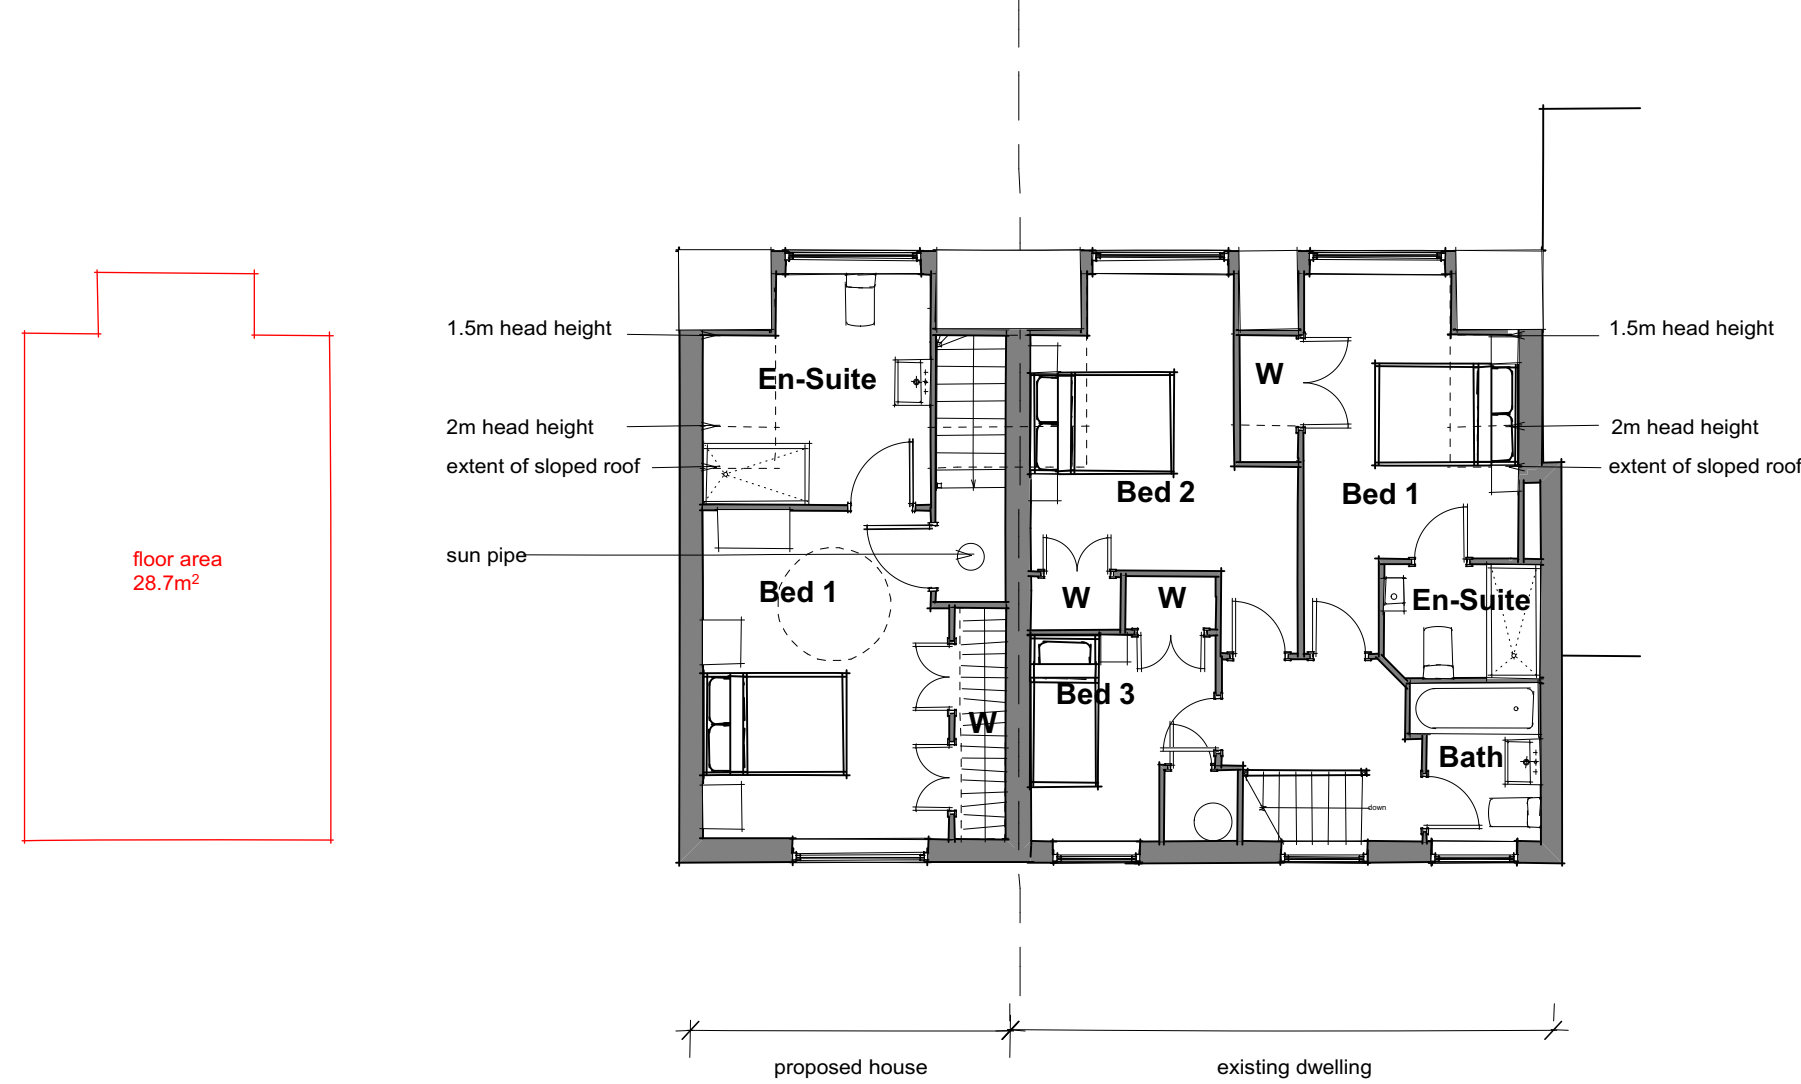 1.5m head height
1.5m head height
En-Suite
W
2m head height
2m head height
extent of sloped roof
extent of sloped roof
Bed 2
Bed 1
sun pipe
floor area
28.7m²
Bed 1
W
W
En-Suite
Bed 3
W
Bath
down
proposed house
existing dwelling